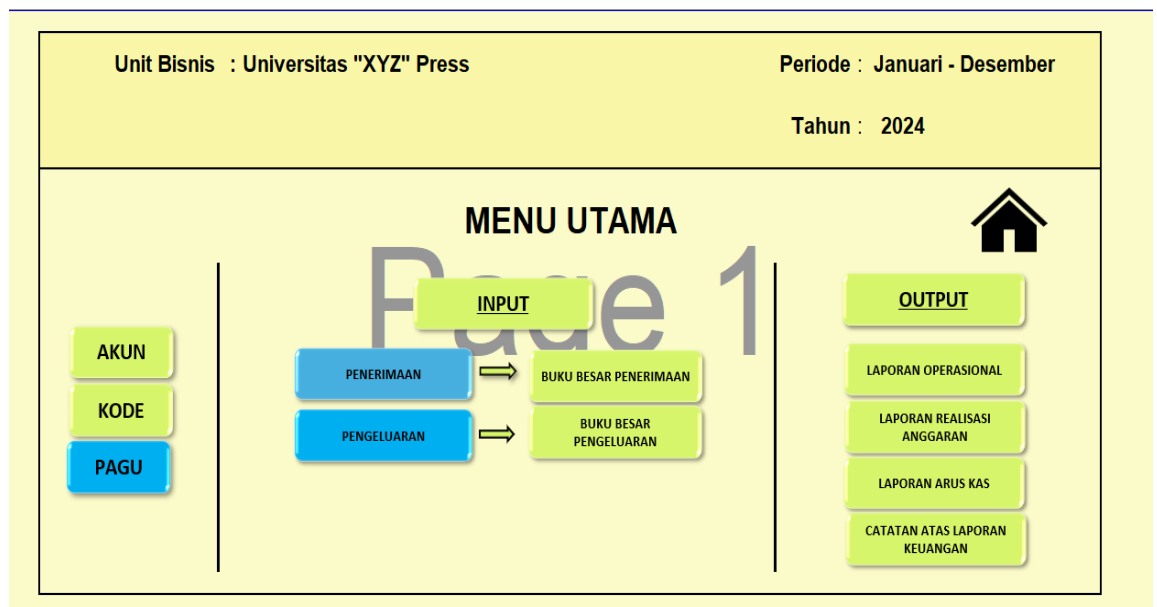 Unit Bisnis : Universitas "XYZ" Press
Periode : Januari - Desember
Tahun : 2024
MENU UTAMA
Page 1
AKUN
KODE
PAGU
INPUT
PENERIMAAN
BUKU BESAR PENERIMAAN
PENGELUARAN
BUKU BESAR
PENGELUARAN
OUTPUT
LAPORAN OPERASIONAL
LAPORAN REALISASI
ANGGARAN
LAPORAN ARUS KAS
CATATAN ATAS LAPORAN
KEUANGAN